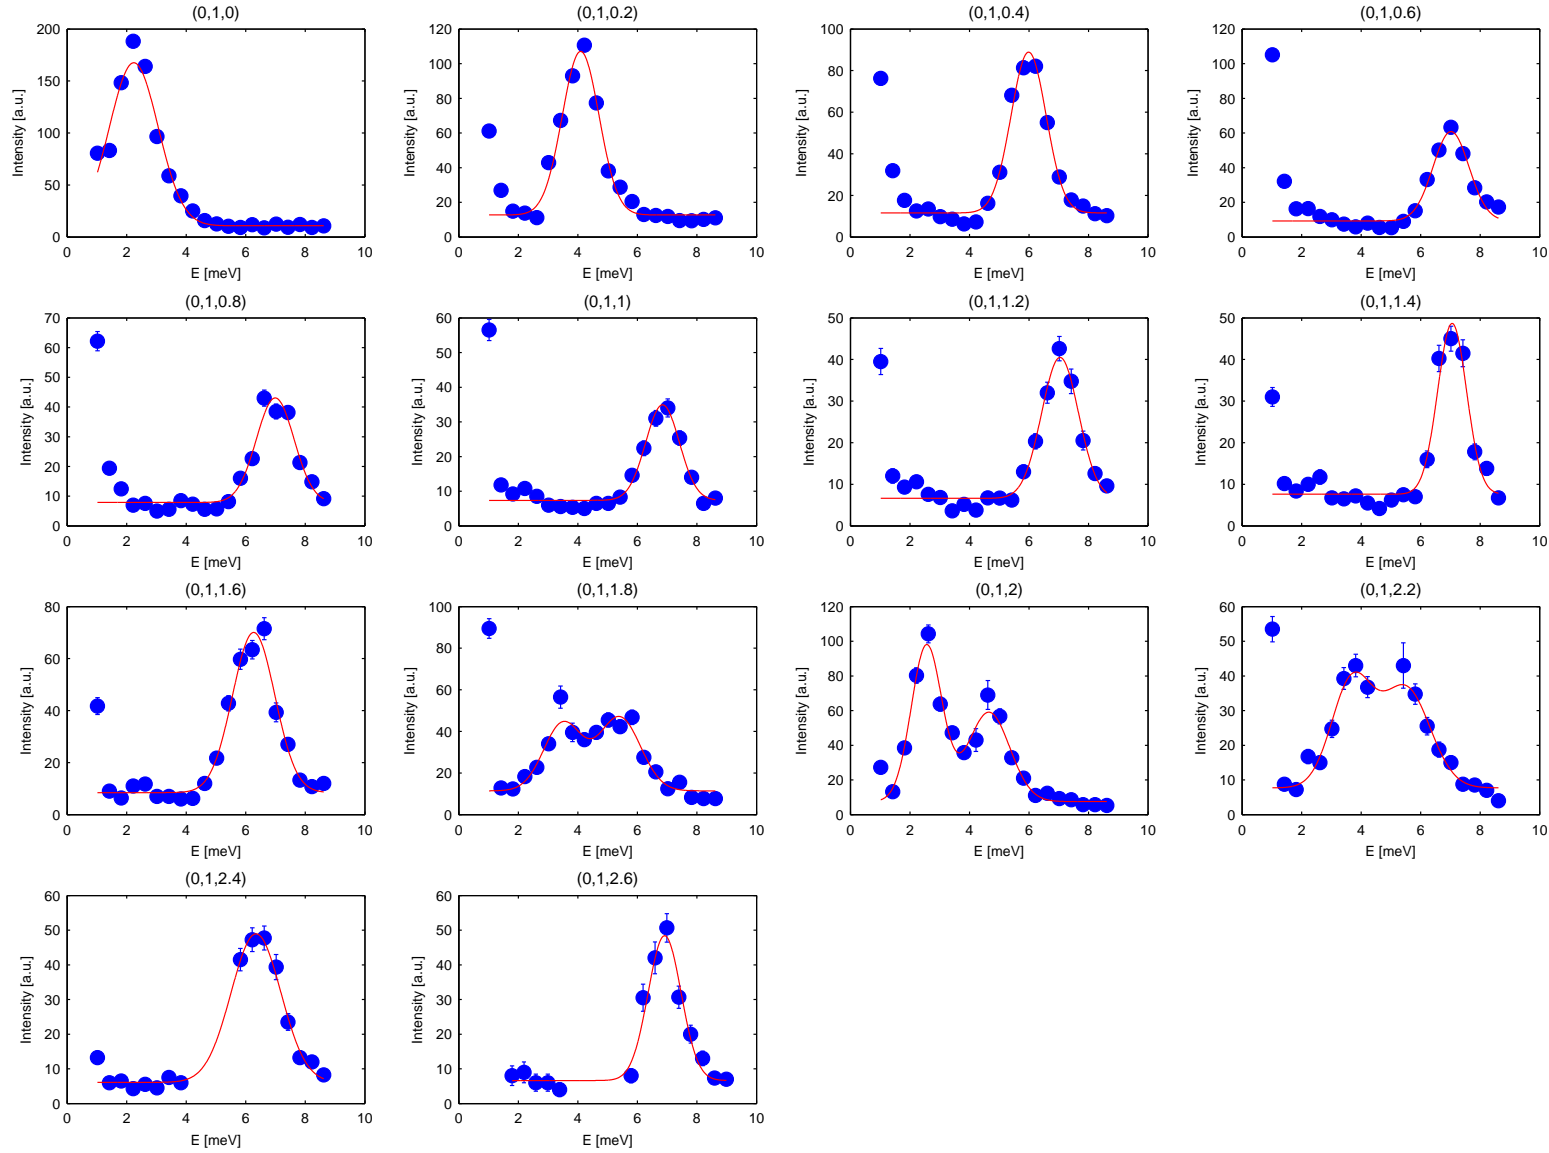 (0,1,0)
200
150
100
50
0
Intensity [a.u.]
0 2 4 6 8 10
E [meV]
(0,1,0.2)
120
100
80
60
40
20
0
Intensity [a.u.]
0 2 4 6 8 10
E [meV]
(0,1,0.4)
100
80
60
40
20
0
Intensity [a.u.]
0 2 4 6 8 10
E [meV]
(0,1,0.6)
120
100
80
60
40
20
0
Intensity [a.u.]
0 2 4 6 8 10
E [meV]
(0,1,0.8)
70
60
50
40
30
20
10
0
Intensity [a.u.]
0 2 4 6 8 10
E [meV]
(0,1,1)
60
50
40
30
20
10
0
Intensity [a.u.]
0 2 4 6 8 10
E [meV]
(0,1,1.2)
50
40
30
20
10
0
Intensity [a.u.]
0 2 4 6 8 10
E [meV]
(0,1,1.4)
50
40
30
20
10
0
Intensity [a.u.]
0 2 4 6 8 10
E [meV]
(0,1,1.6)
80
60
40
20
0
Intensity [a.u.]
0 2 4 6 8 10
E [meV]
(0,1,1.8)
100
80
60
40
20
0
Intensity [a.u.]
0 2 4 6 8 10
E [meV]
(0,1,2)
120
100
80
60
40
20
0
Intensity [a.u.]
0 2 4 6 8 10
E [meV]
(0,1,2.2)
60
50
40
30
20
10
0
Intensity [a.u.]
0 2 4 6 8 10
E [meV]
(0,1,2.4)
60
50
40
30
20
10
0
Intensity [a.u.]
0 2 4 6 8 10
E [meV]
(0,1,2.6)
60
50
40
30
20
10
0
Intensity [a.u.]
0 2 4 6 8 10
E [meV]